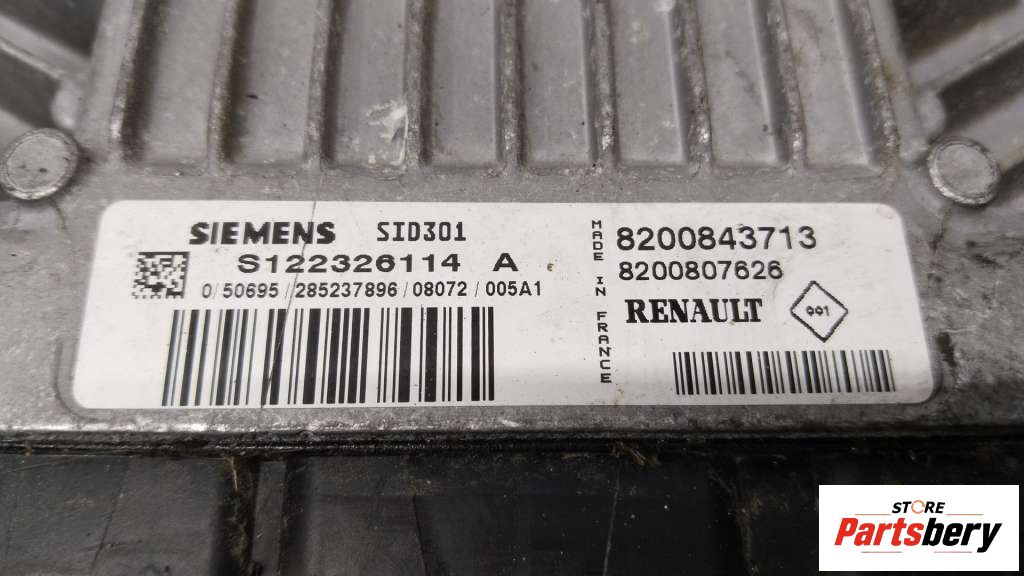 SIEMENS SID301
S122326114 A
0/50695/285237896/08072/005A1
MADE IN FRANCE
8200843713
8200807626
RENAULT 001
STORE
Partsbery